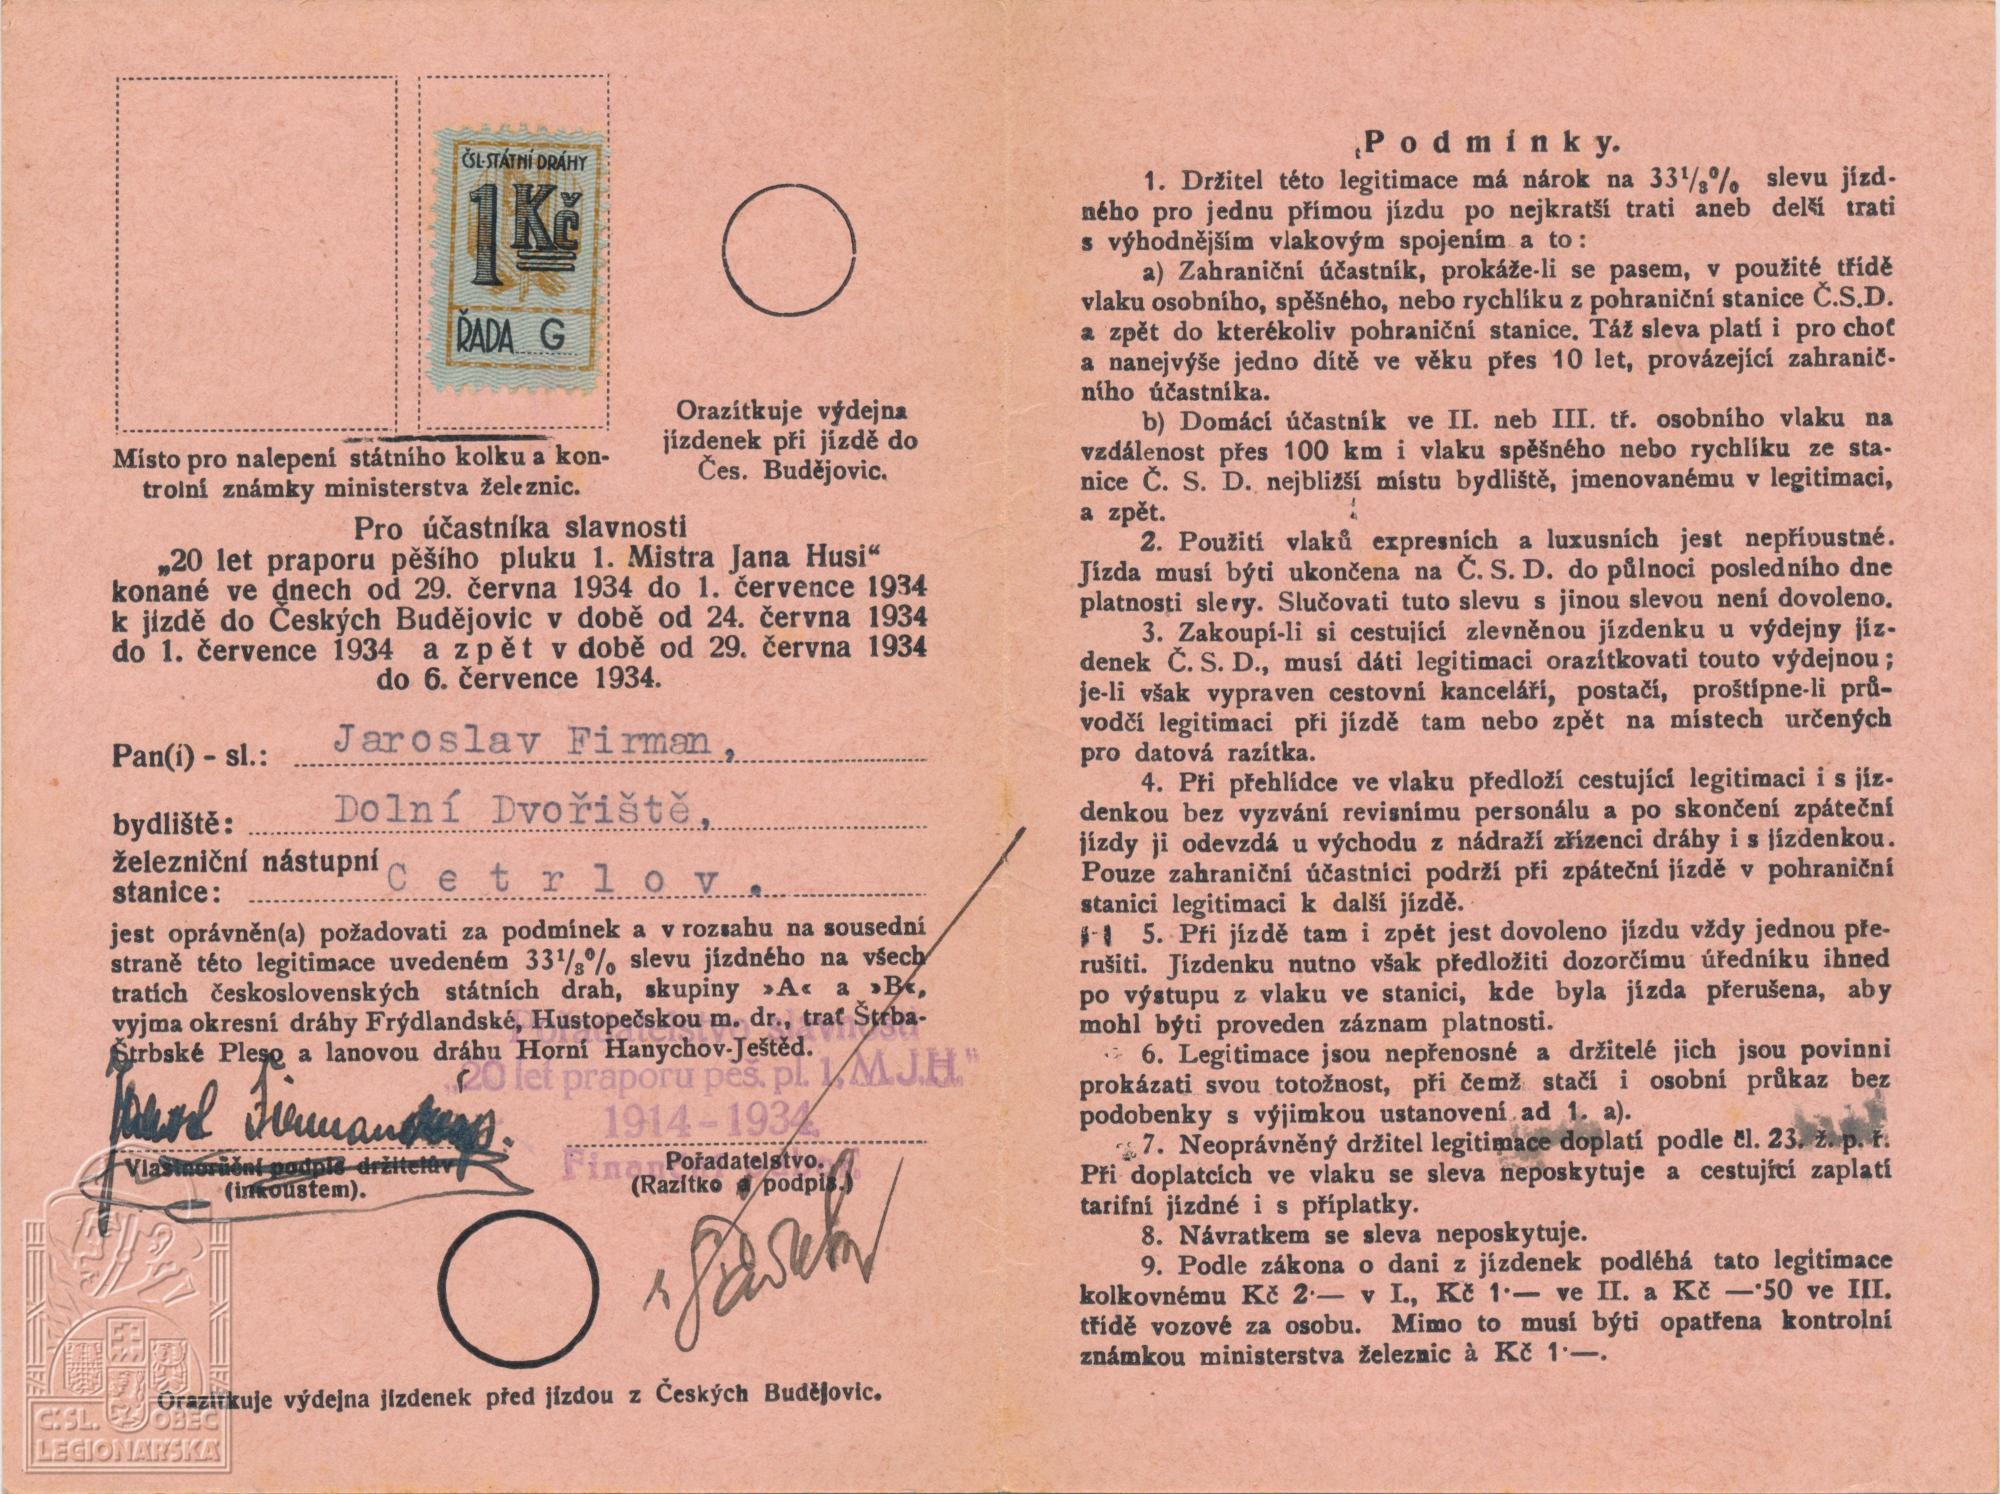 ČSL·STÁTNÍ DRÁHY
1 Kč
ŘADA G
Místo pro nalepení státního kolku a kon-
trolní známky ministerstva železnic.
Orazítkuje výdejna
jízdenek při jízdě do
Čes. Budějovic.
Pro účastníka slavnosti
„20 let praporu pěšího pluku 1. Mistra Jana Husi“
konané ve dnech od 29. června 1934 do 1. července 1934
k jízdě do Českých Budějovic v době od 24. června 1934
do 1. července 1934 a zpět v době od 29. června 1934
do 6. července 1934.
Pan(í) - sl.: Jaroslav Firman,
bydliště: Dolní Dvořiště,
železniční nástupní
stanice: Cetrlov.
jest oprávněn(a) požadovati za podmínek a v rozsahu na sousední
straně této legitimace uvedeném 33¹/₃⁰/₀ slevu jízdného na všech
tratích československých státních drah, skupiny »A« a »B«,
vyjma okresní dráhy Frýdlandské, Hustopečskou m. dr., trať Štrba-
Štrbské Pleso a lanovou dráhu Horní Hanychov-Ještěd.
Pořadatelstvo slavnosti
„20 let praporu pěš. pl. 1. M.J.H."
1914-1934.
Vlastnoruční podpis držitelův
(inkoustem).
Pořadatelstvo.
(Razítko a podpis.)
Orazítkuje výdejna jízdenek před jízdou z Českých Budějovic.
Č:SL. OBEC
LEGIONÁŘSKÁ
Podmínky.
1. Držitel této legitimace má nárok na 33¹/₃⁰/₀ slevu jízd-
ného pro jednu přímou jízdu po nejkratší trati aneb delší trati
s výhodnějším vlakovým spojením a to:
a) Zahraniční účastník, prokáže-li se pasem, v použité třídě
vlaku osobního, spěšného, nebo rychlíku z pohraniční stanice Č.S.D.
a zpět do kterékoliv pohraniční stanice. Táž sleva platí i pro choť
a nanejvýše jedno dítě ve věku přes 10 let, provázející zahranič-
ního účastníka.
b) Domácí účastník ve II. neb III. tř. osobního vlaku na
vzdálenost přes 100 km i vlaku spěšného nebo rychlíku ze sta-
nice Č. S. D. nejbližší místu bydliště, jmenovanému v legitimaci,
a zpět.
2. Použití vlaků expresních a luxusních jest nepřípustné.
Jízda musí býti ukončena na Č. S. D. do půlnoci posledního dne
platnosti slevy. Slučovati tuto slevu s jinou slevou není dovoleno.
3. Zakoupí-li si cestující zlevněnou jízdenku u výdejny jíz-
denek Č. S. D., musí dáti legitimaci orazítkovati touto výdejnou;
je-li však vypraven cestovní kanceláří, postačí, proštípne-li prů-
vodčí legitimaci při jízdě tam nebo zpět na místech určených
pro datová razítka.
4. Při přehlídce ve vlaku předloží cestující legitimaci i s jíz-
denkou bez vyzvání revisnímu personálu a po skončení zpáteční
jízdy ji odevzdá u východu z nádraží zřízenci dráhy i s jízdenkou.
Pouze zahraniční účastníci podrží při zpáteční jízdě v pohraniční
stanici legitimaci k další jízdě.
5. Při jízdě tam i zpět jest dovoleno jízdu vždy jednou pře-
rušiti. Jízdenku nutno však předložiti dozorčímu úředníku ihned
po výstupu z vlaku ve stanici, kde byla jízda přerušena, aby
mohl býti proveden záznam platnosti.
6. Legitimace jsou nepřenosné a držitelé jich jsou povinni
prokázati svou totožnost, při čemž stačí i osobní průkaz bez
podobenky s výjimkou ustanovení ad 1. a).
7. Neoprávněný držitel legitimace doplatí podle čl. 23. ž. p. ř.
Při doplatcích ve vlaku se sleva neposkytuje a cestující zaplatí
tarifní jízdné i s příplatky.
8. Návratkem se sleva neposkytuje.
9. Podle zákona o dani z jízdenek podléhá tato legitimace
kolkovnému Kč 2·— v I., Kč 1·— ve II. a Kč —·50 ve III.
třídě vozové za osobu. Mimo to musí býti opatřena kontrolní
známkou ministerstva železnic à Kč 1·—.